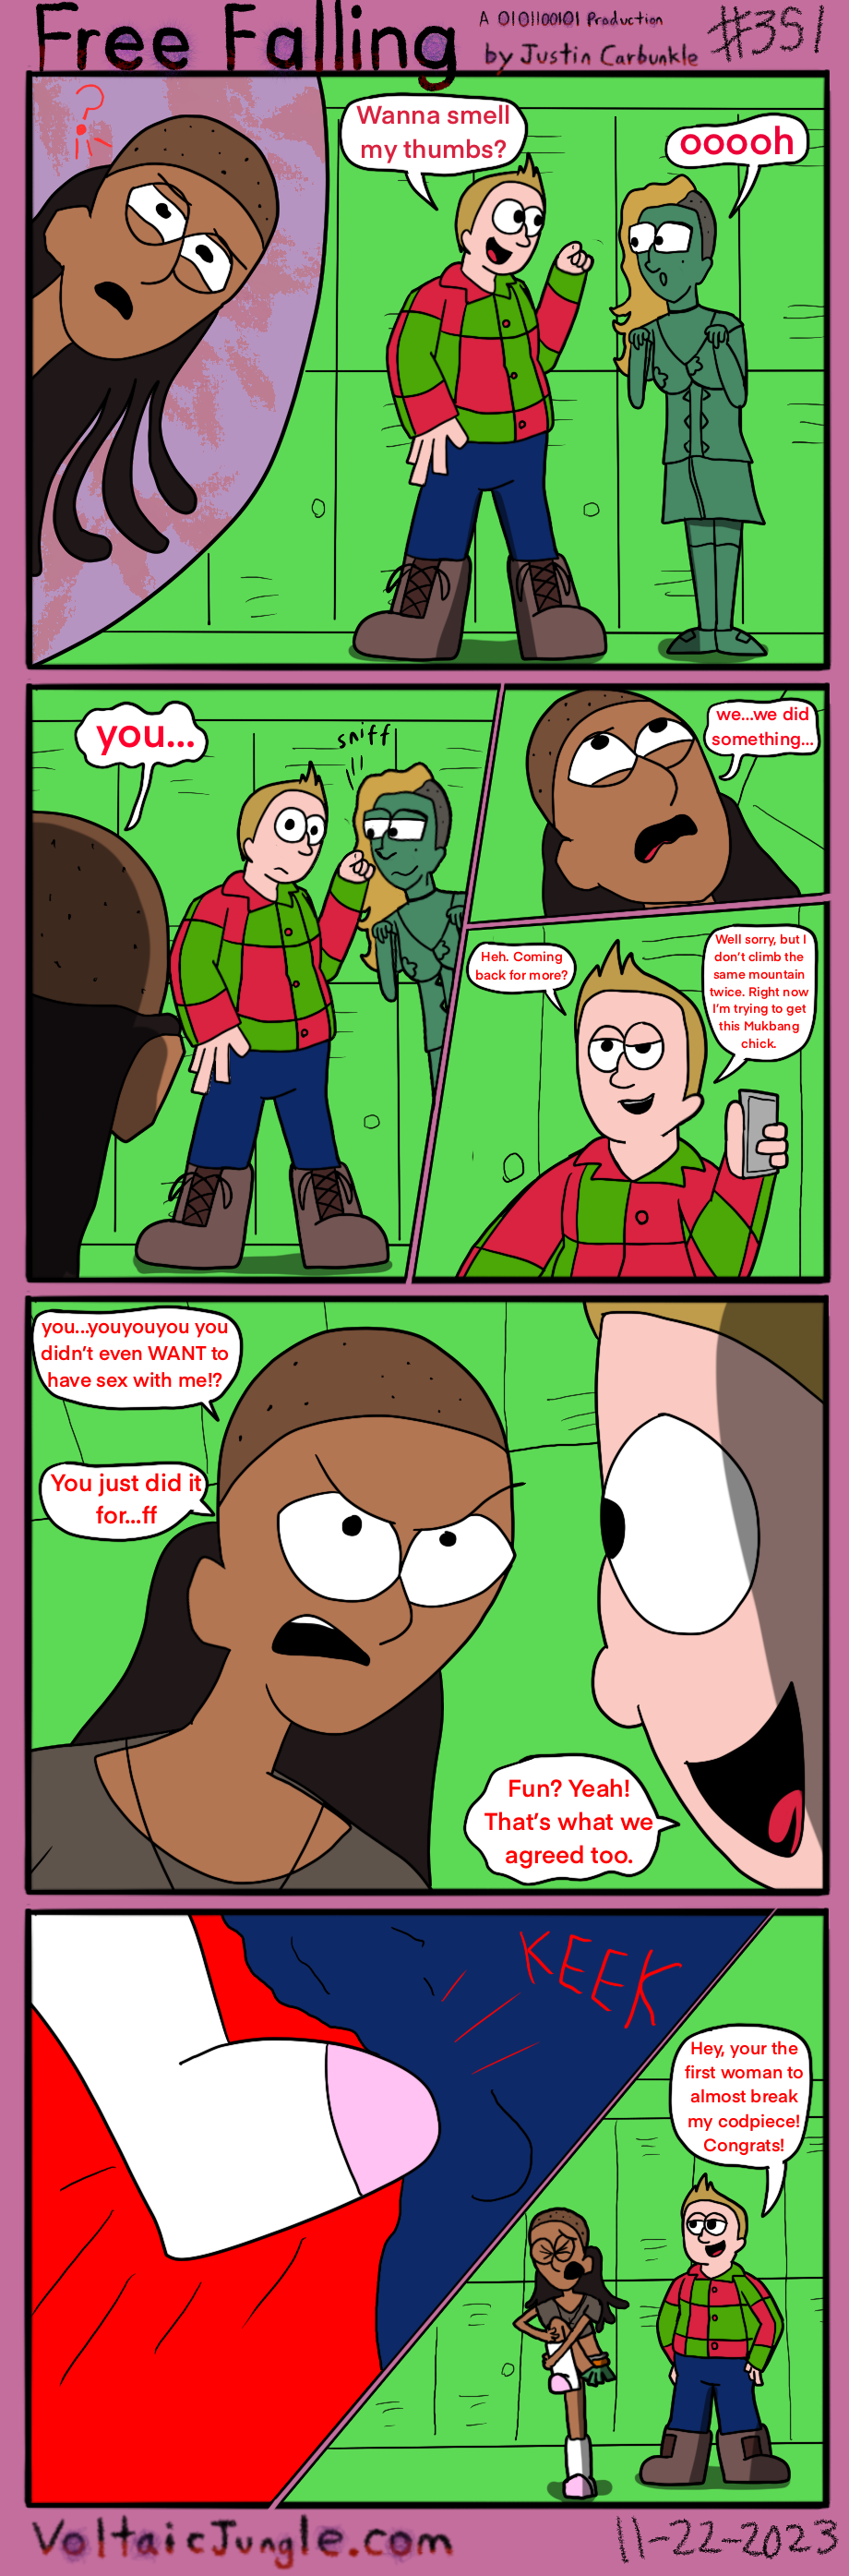 Free Falling
A 0101100101 Production
by Justin Carbunkle
#351
?
Wanna smell
my thumbs?
ooooh
you...
sniff
we...we did
something...
Heh. Coming
back for more?
Well sorry, but I
don't climb the
same mountain
twice. Right now
I'm trying to get
this Mukbang
chick.
you...youyouyou you
didn't even WANT to
have sex with me!?
You just did it
for...ff
Fun? Yeah!
That's what we
agreed too.
KEEK
Hey, your the
first woman to
almost break
my codpiece!
Congrats!
VoltaicJungle.com
11-22-2023